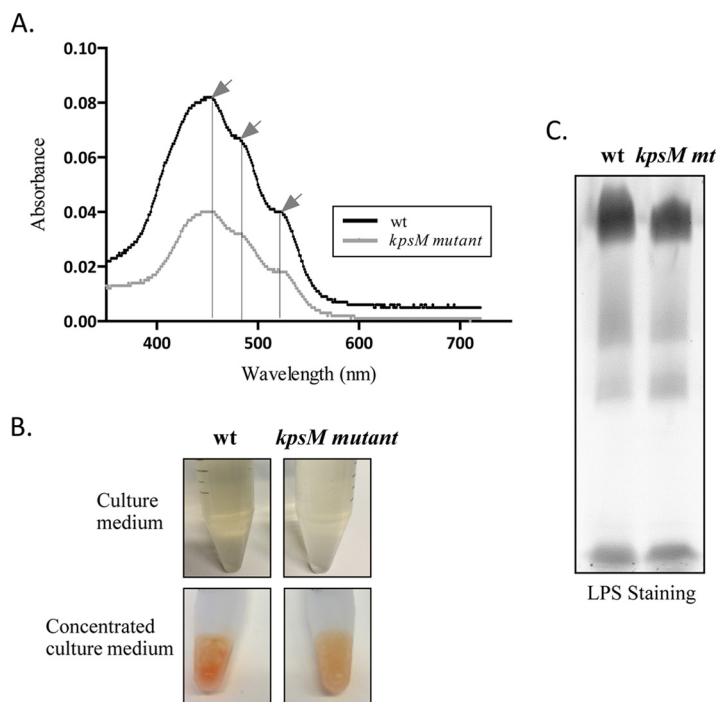 A.
0.10
0.08
0.06
0.04
0.02
0.00
Absorbance
400 500 600 700
Wavelength (nm)
wt
kpsM mutant
B.
wt kpsM mutant
Culture
medium
Concentrated
culture medium
C.
wt kpsM mt
LPS Staining